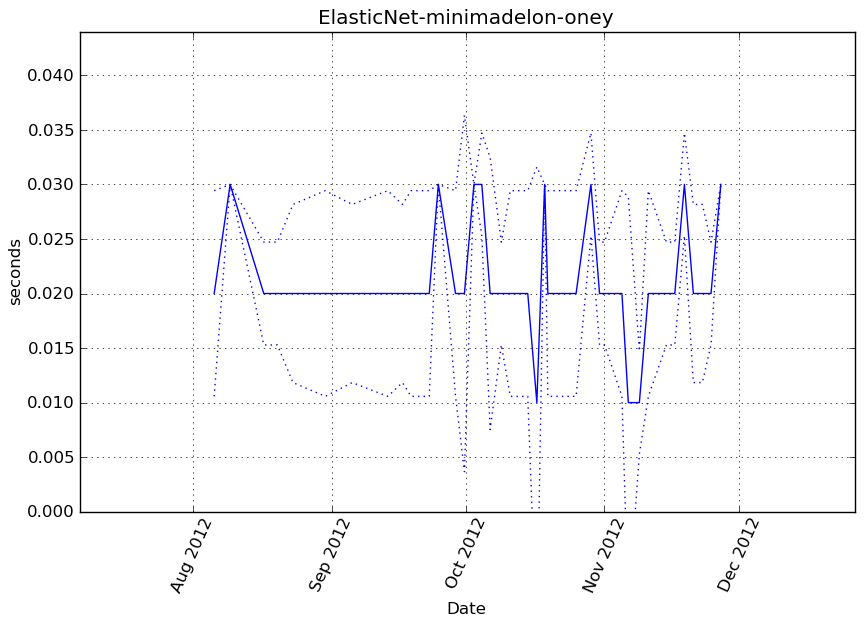 ElasticNet-minimadelon-oney
0.040
0.035
0.030
0.025
0.020
0.015
0.010
0.005
0.000
seconds
Aug 2012
Sep 2012
Oct 2012
Nov 2012
Dec 2012
Date